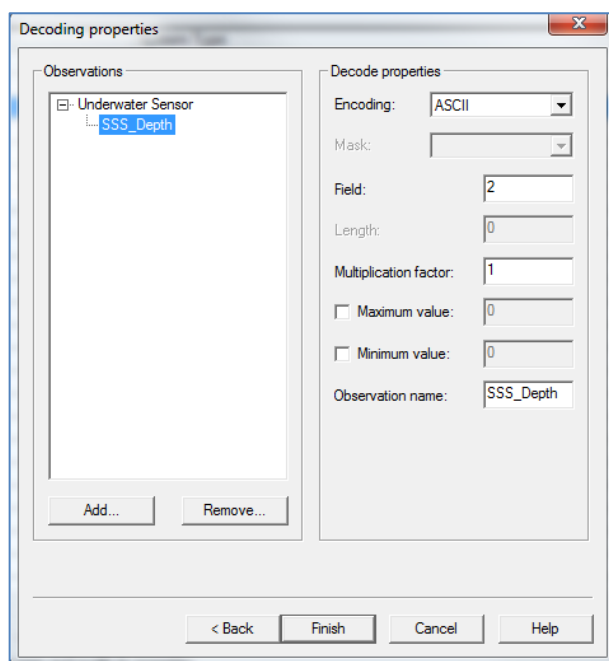 Decoding properties
Observations
Underwater Sensor
SSS_Depth
Add...
Remove...
Decode properties
Encoding: ASCII
Mask:
Field: 2
Length: 0
Multiplication factor: 1
Maximum value: 0
Minimum value: 0
Observation name: SSS_Depth
< Back Finish Cancel Help